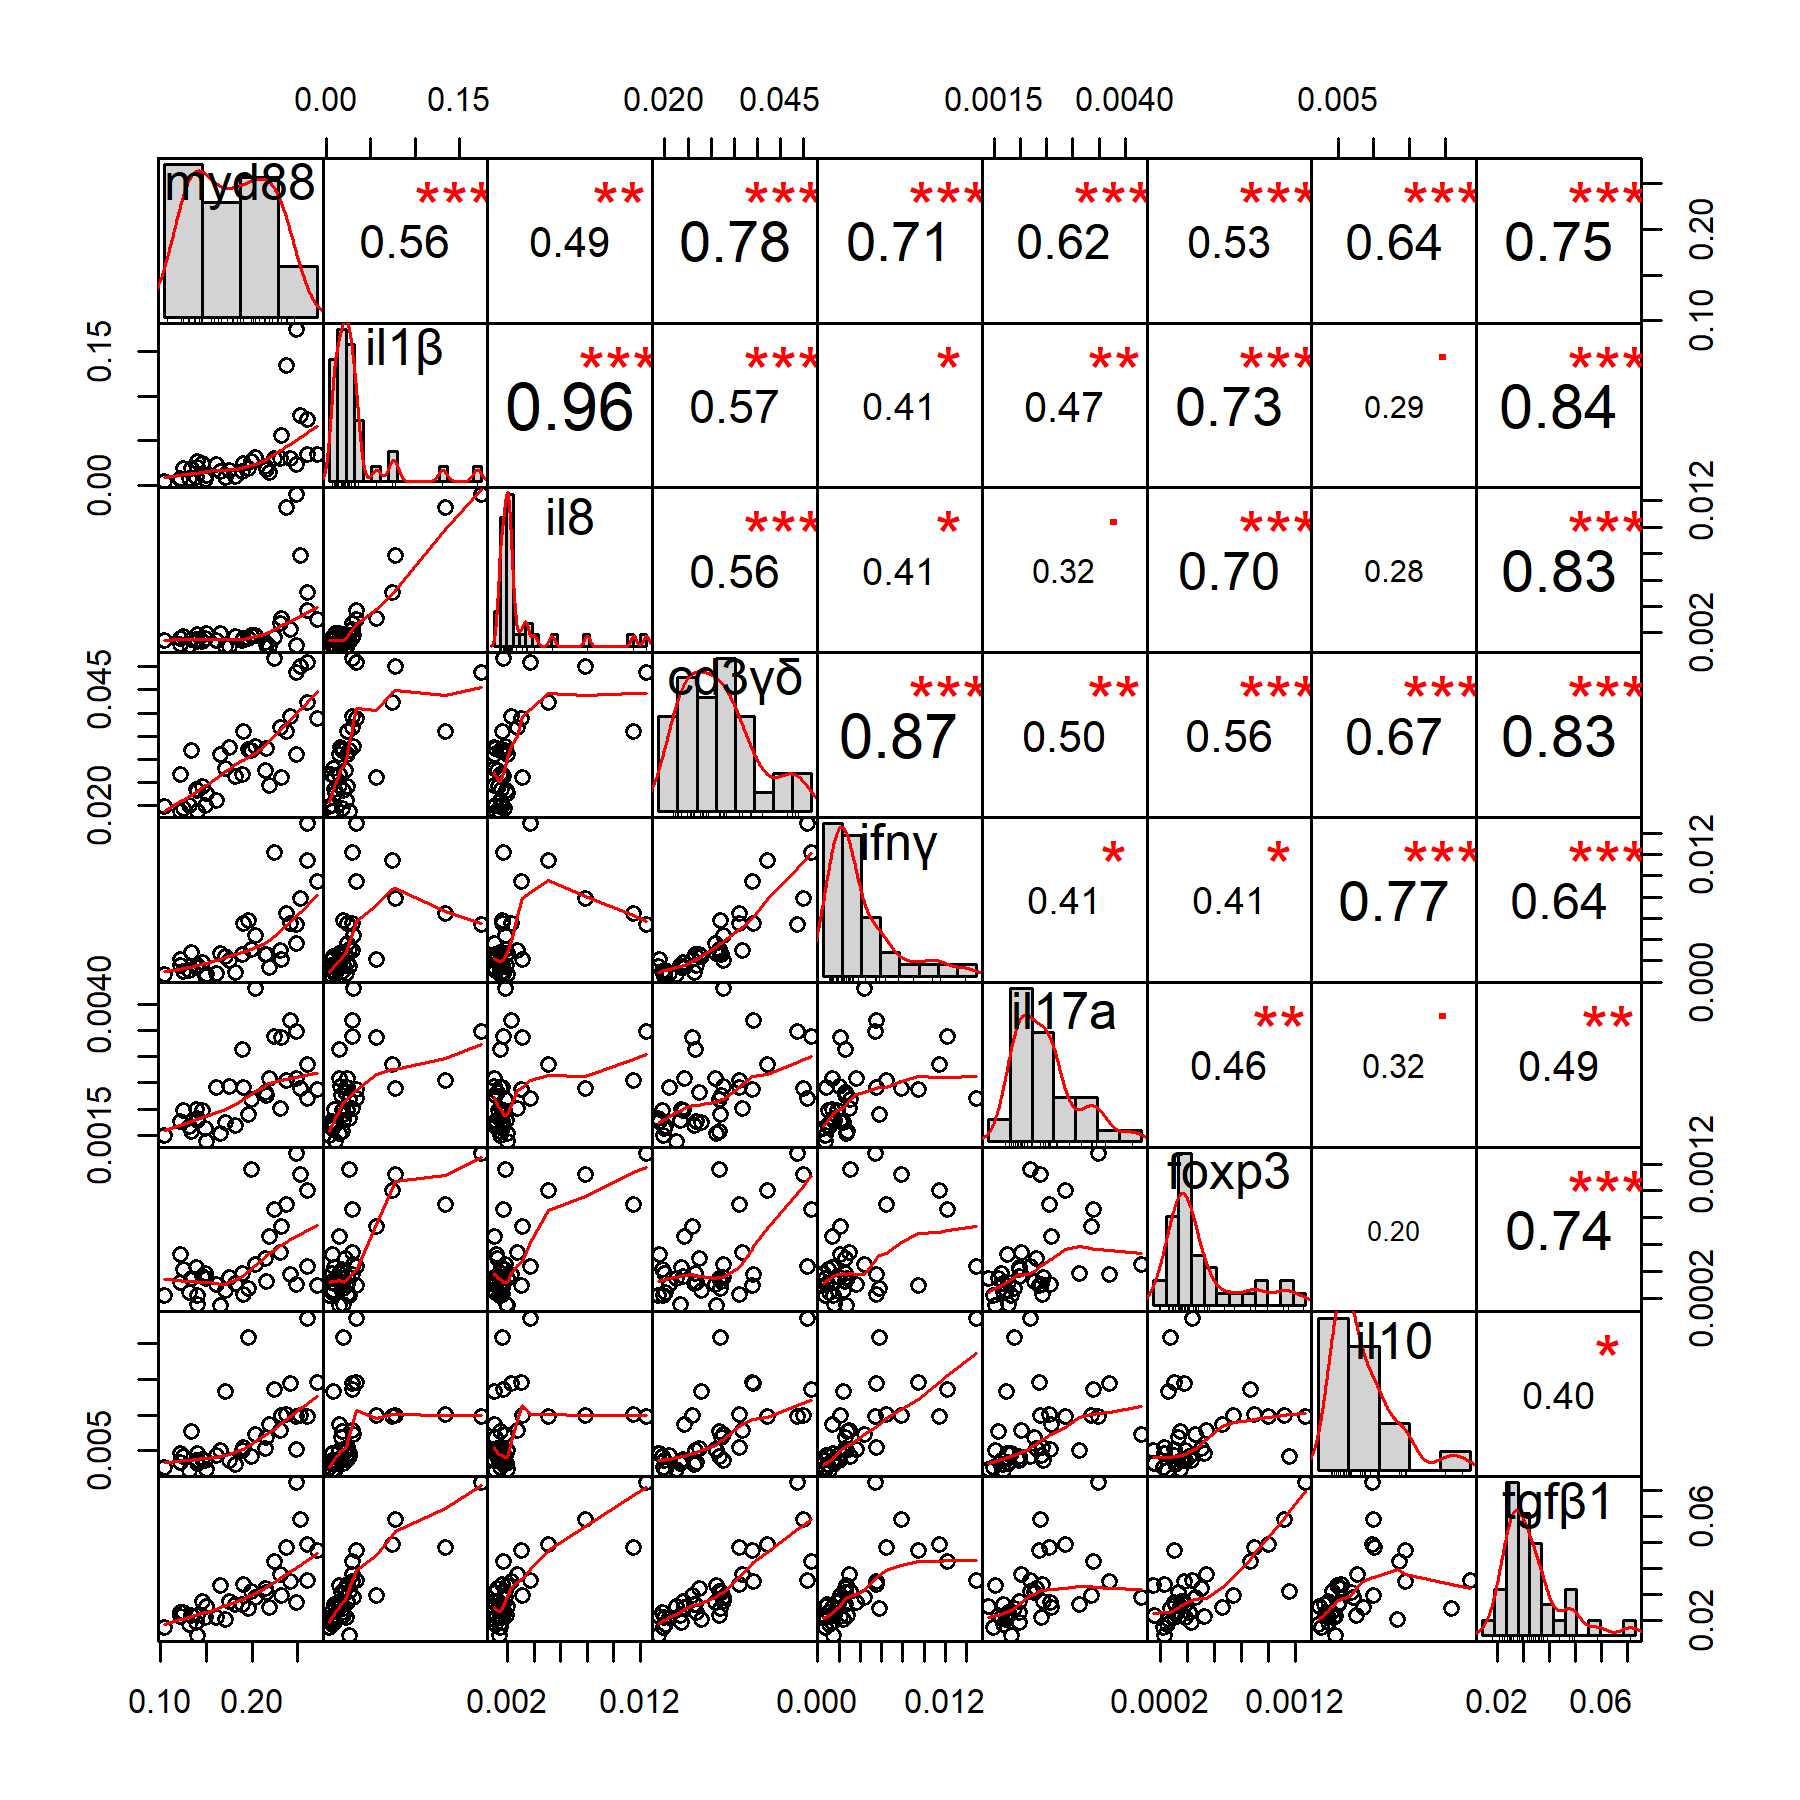 0.00 0.15 0.020 0.045 0.0015 0.0040 0.005
myd88 *** ** *** *** *** *** *** ***
0.56 0.49 0.78 0.71 0.62 0.53 0.64 0.75
0.10 0.20
il1β *** *** * ** *** . ***
0.96 0.57 0.41 0.47 0.73 0.29 0.84
0.00 0.15
il8 *** * . *** ***
0.56 0.41 0.32 0.70 0.28 0.83
0.002 0.012
cd3γδ *** ** *** *** ***
0.87 0.50 0.56 0.67 0.83
0.020 0.045
ifnγ * * *** ***
0.41 0.41 0.77 0.64
0.000 0.012
il17a ** . **
0.46 0.32 0.49
0.0015 0.0040
foxp3 ***
0.20 0.74
0.0002 0.0012
il10 *
0.40
0.005
tgfβ1
0.02 0.06
0.10 0.20 0.002 0.012 0.000 0.012 0.0002 0.0012 0.02 0.06